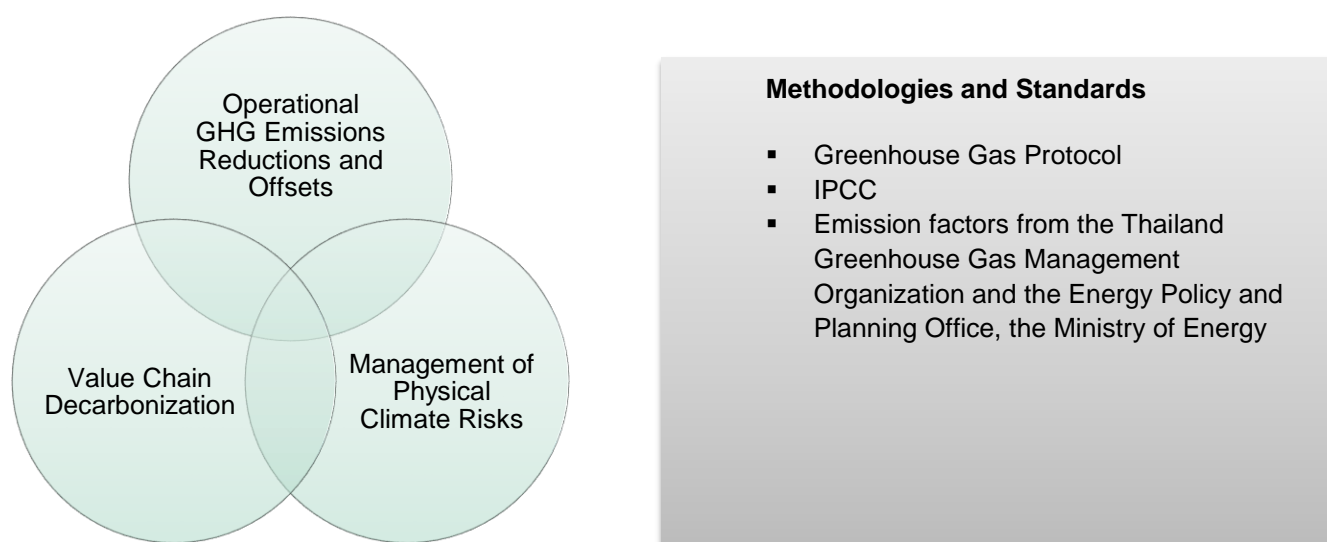 Operational
GHG Emissions
Reductions and
Offsets
Value Chain
Decarbonization
Management of
Physical
Climate Risks
Methodologies and Standards
▪ Greenhouse Gas Protocol
▪ IPCC
▪ Emission factors from the Thailand
Greenhouse Gas Management
Organization and the Energy Policy and
Planning Office, the Ministry of Energy